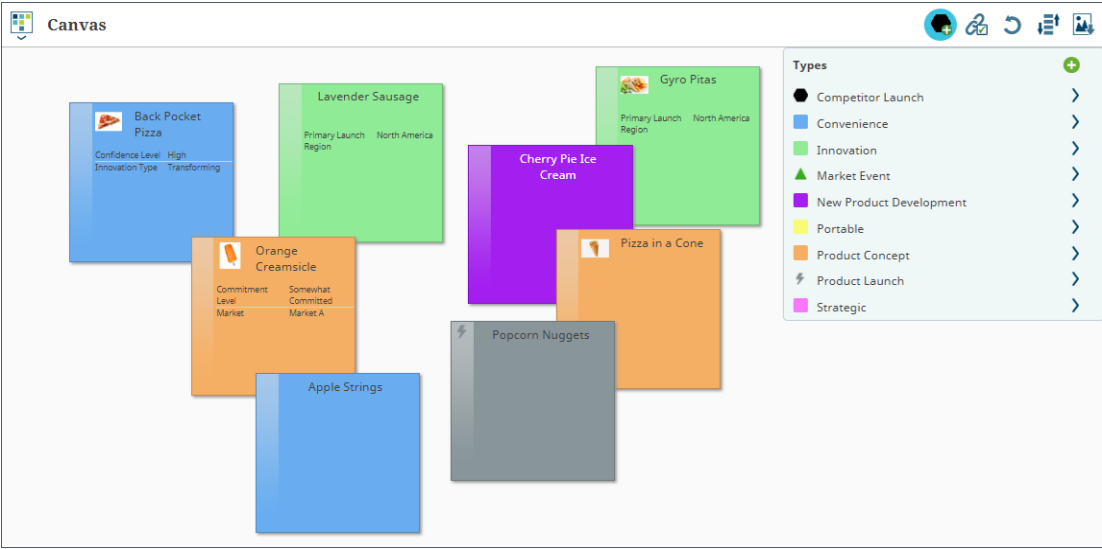 Canvas
Back Pocket
Pizza
Confidence Level High
Innovation Type Transforming
Lavender Sausage
Primary Launch North America
Region
Gyro Pitas
Primary Launch North America
Region
Cherry Pie Ice
Cream
Orange
Creamsicle
Commitment Somewhat
Level Committed
Market Market A
Pizza in a Cone
Popcorn Nuggets
Apple Strings
Types
Competitor Launch
Convenience
Innovation
Market Event
New Product Development
Portable
Product Concept
Product Launch
Strategic